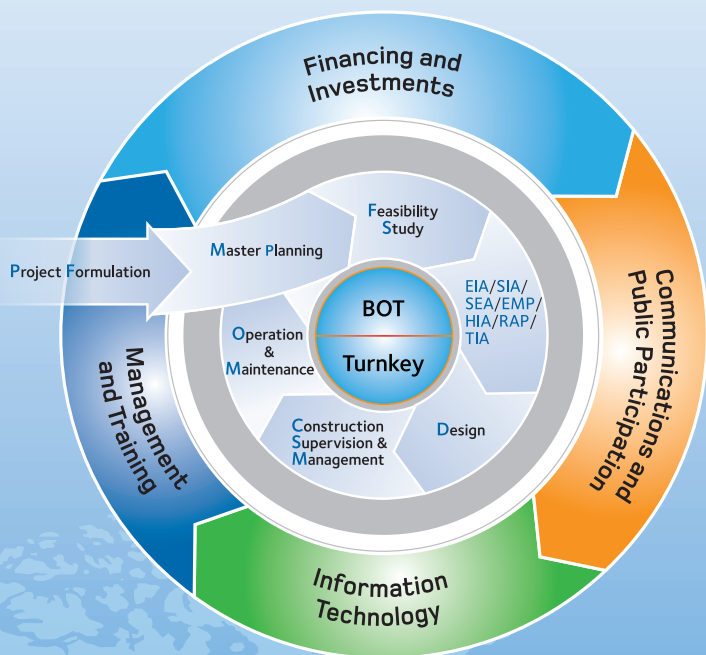 Financing and
Investments
Communications and
Public Participation
Information
Technology
Management
and Training
Project Formulation
Master Planning
Feasibility
Study
EIA/SIA/
SEA/EMP/
HIA/RAP/
TIA
Design
Construction
Supervision &
Management
Operation
&
Maintenance
BOT
Turnkey